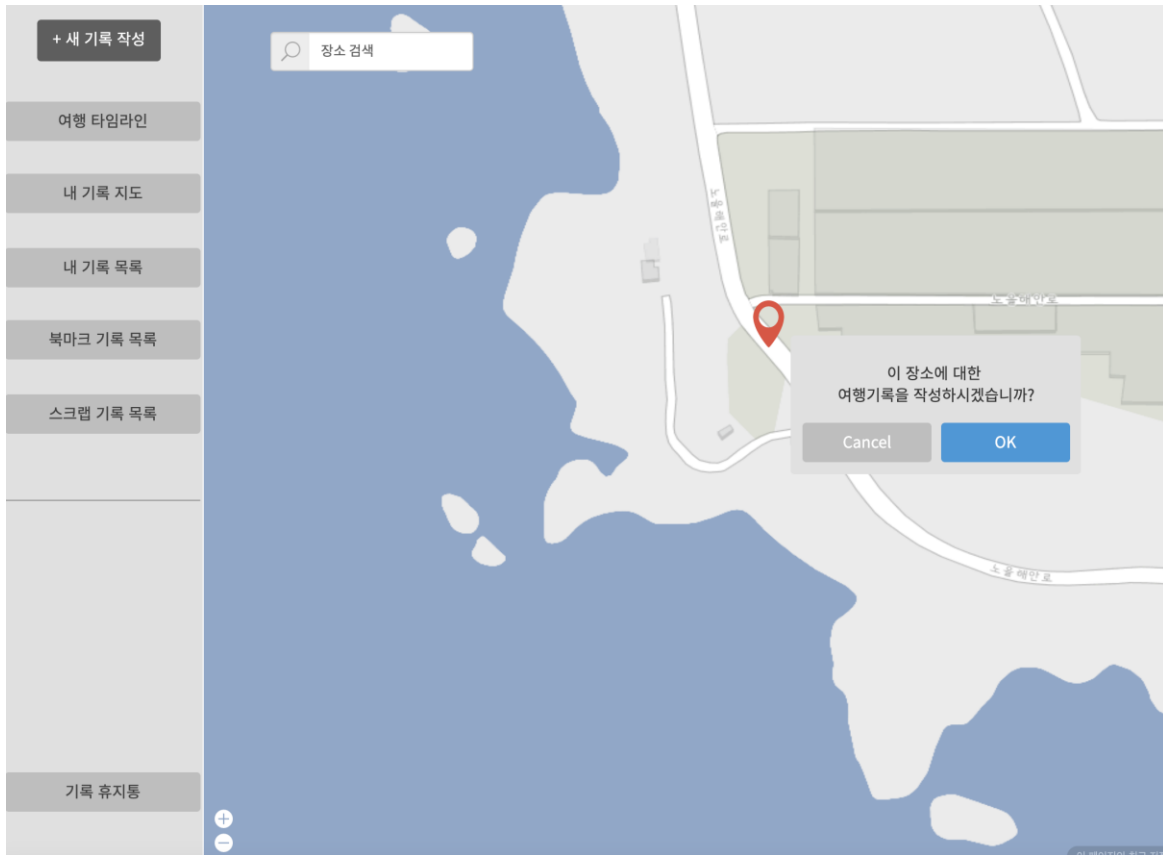 + 새 기록 작성
여행 타임라인
내 기록 지도
내 기록 목록
북마크 기록 목록
스크랩 기록 목록
기록 휴지통
장소 검색
노을해안로
노을해안로
이 장소에 대한
여행기록을 작성하시겠습니까?
Cancel
OK
노을해안로